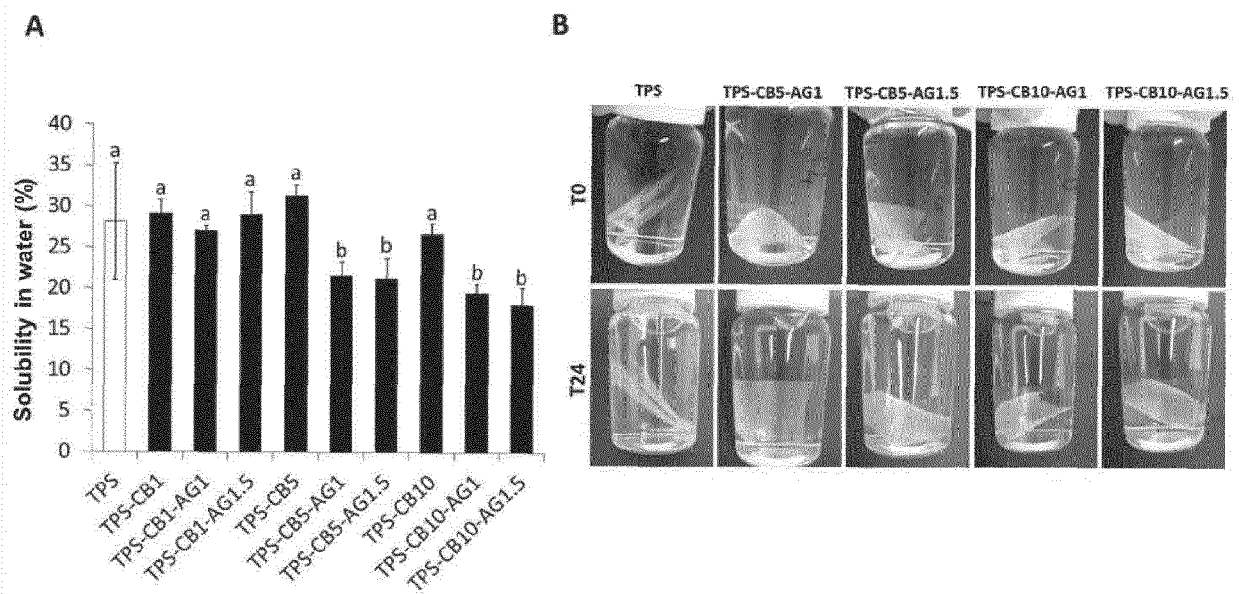 A
B
TPS TPS-CB5-AG1 TPS-CB5-AG1.5 TPS-CB10-AG1 TPS-CB10-AG1.5
T0
T24
Solubility in water (%)
40
35
30
25
20
15
10
5
0
a a a a a b b a b b
TPS
TPS-CB1
TPS-CB1-AG1
TPS-CB1-AG1.5
TPS-CB5
TPS-CB5-AG1
TPS-CB5-AG1.5
TPS-CB10
TPS-CB10-AG1
TPS-CB10-AG1.5